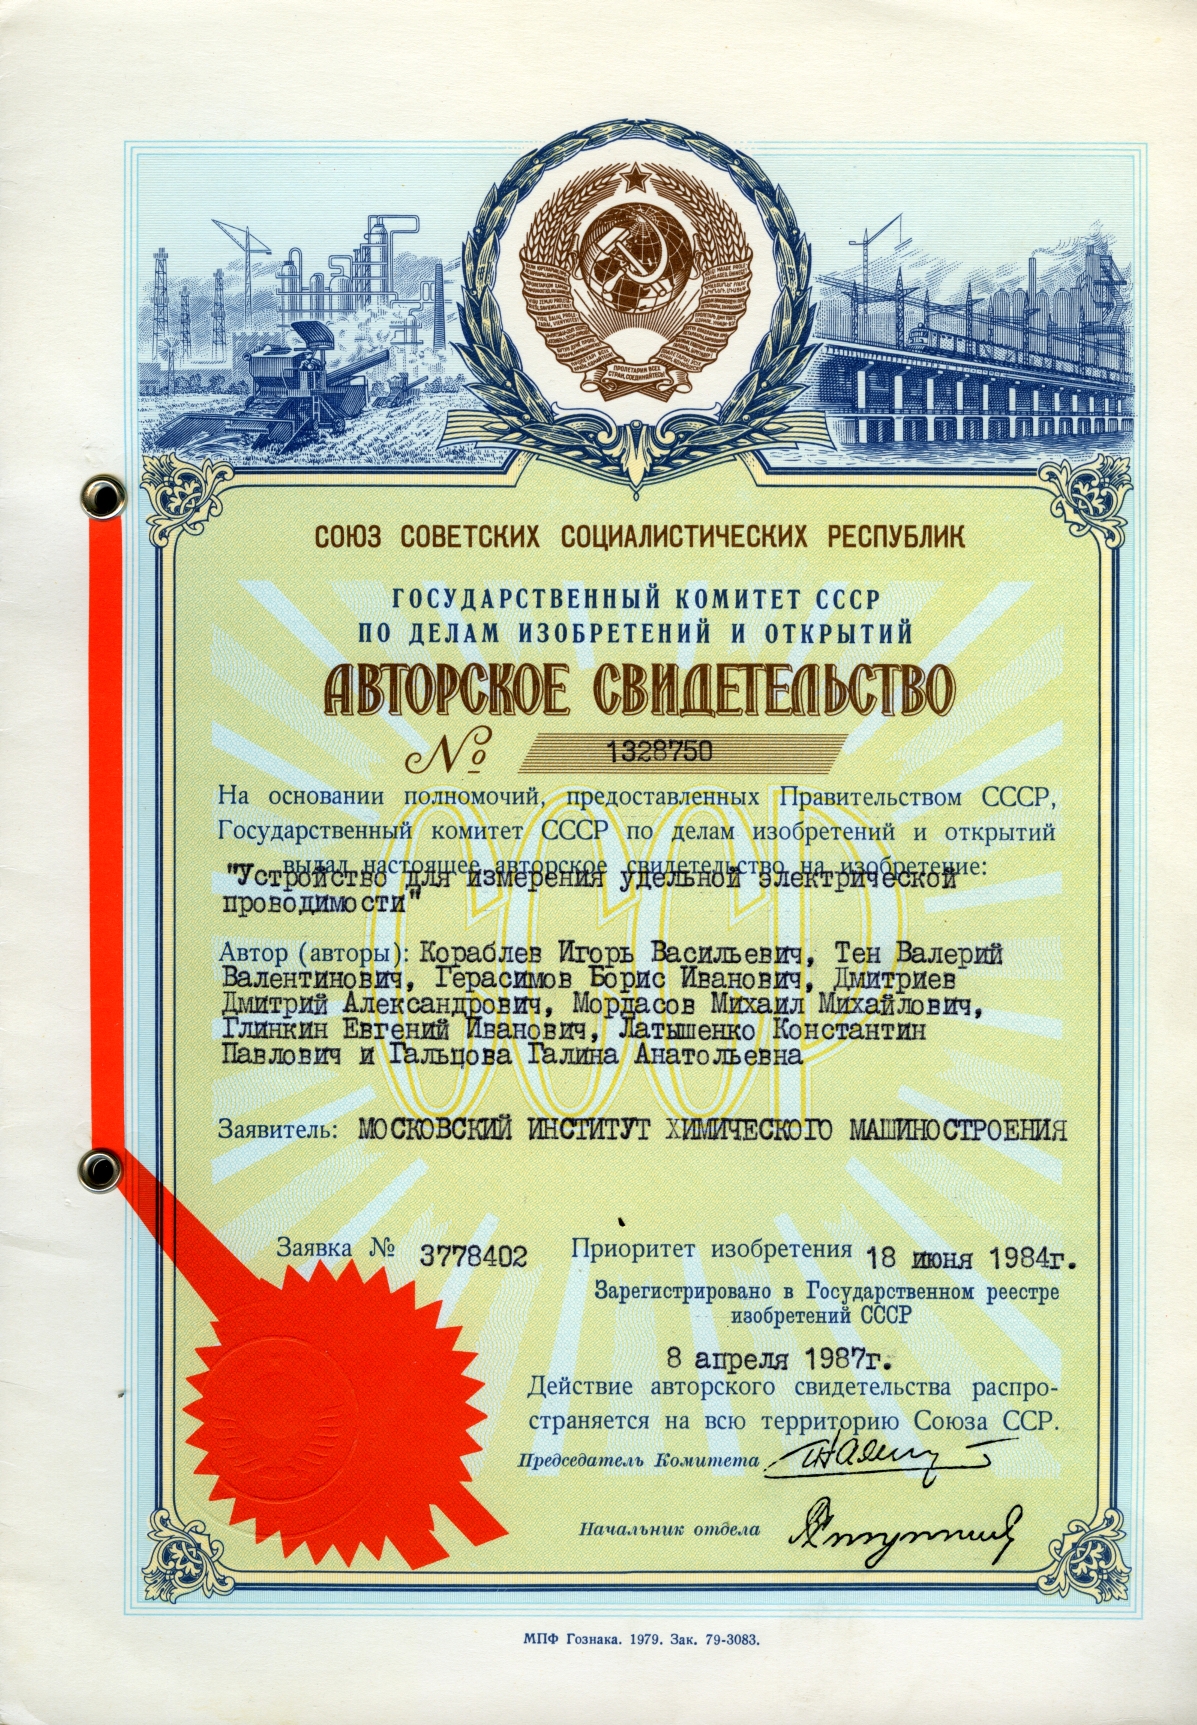 ПРОЛЕТАРИИ ВСЕХ
СТРАН, СОЕДИНЯЙТЕСЬ!
СОЮЗ СОВЕТСКИХ СОЦИАЛИСТИЧЕСКИХ РЕСПУБЛИК
ГОСУДАРСТВЕННЫЙ КОМИТЕТ СССР
ПО ДЕЛАМ ИЗОБРЕТЕНИЙ И ОТКРЫТИЙ
АВТОРСКОЕ СВИДЕТЕЛЬСТВО
№ 1328750
СССР
На основании полномочий, предоставленных Правительством СССР,
Государственный комитет СССР по делам изобретений и открытий
выдал настоящее авторское свидетельство на изобретение:
"Устройство для измерения удельной электрической
проводимости"
Автор (авторы): Кораблев Игорь Васильевич, Тен Валерий
Валентинович, Герасимов Борис Иванович, Дмитриев
Дмитрий Александрович, Мордасов Михаил Михайлович,
Глинкин Евгений Иванович, Латышенко Константин
Павлович и Гальцова Галина Анатольевна
Заявитель: МОСКОВСКИЙ ИНСТИТУТ ХИМИЧЕСКОГО МАШИНОСТРОЕНИЯ
Заявка № 3778402 Приоритет изобретения 18 июня 1984г.
Зарегистрировано в Государственном реестре
изобретений СССР
8 апреля 1987г.
Действие авторского свидетельства распро-
страняется на всю территорию Союза ССР.
Председатель Комитета
Начальник отдела
МПФ Гознака. 1979. Зак. 79-3083.